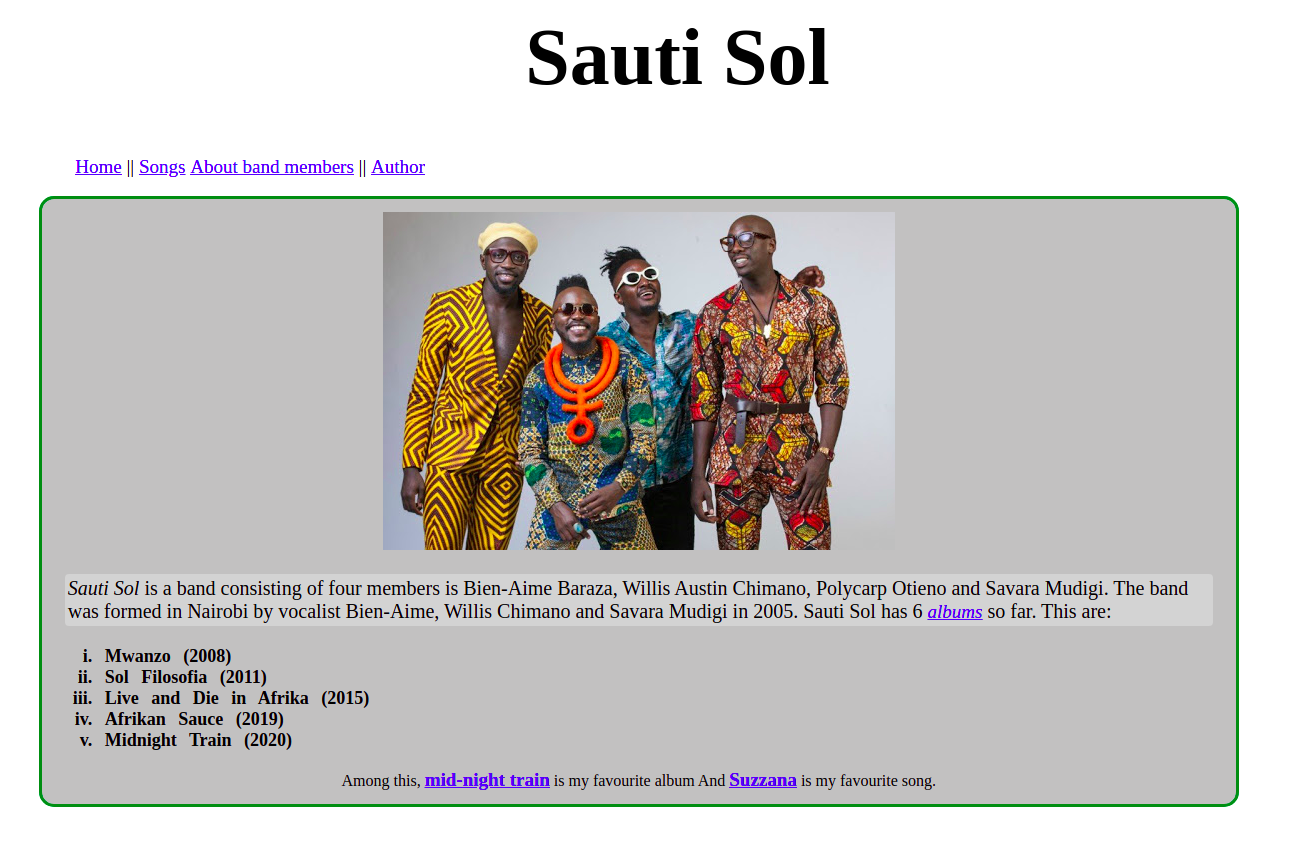 Sauti Sol
Home || Songs About band members || Author
Sauti Sol is a band consisting of four members is Bien-Aime Baraza, Willis Austin Chimano, Polycarp Otieno and Savara Mudigi. The band
was formed in Nairobi by vocalist Bien-Aime, Willis Chimano and Savara Mudigi in 2005. Sauti Sol has 6 albums so far. This are:
i. Mwanzo (2008)
ii. Sol Filosofia (2011)
iii. Live and Die in Afrika (2015)
iv. Afrikan Sauce (2019)
v. Midnight Train (2020)
Among this, mid-night train is my favourite album And Suzzana is my favourite song.